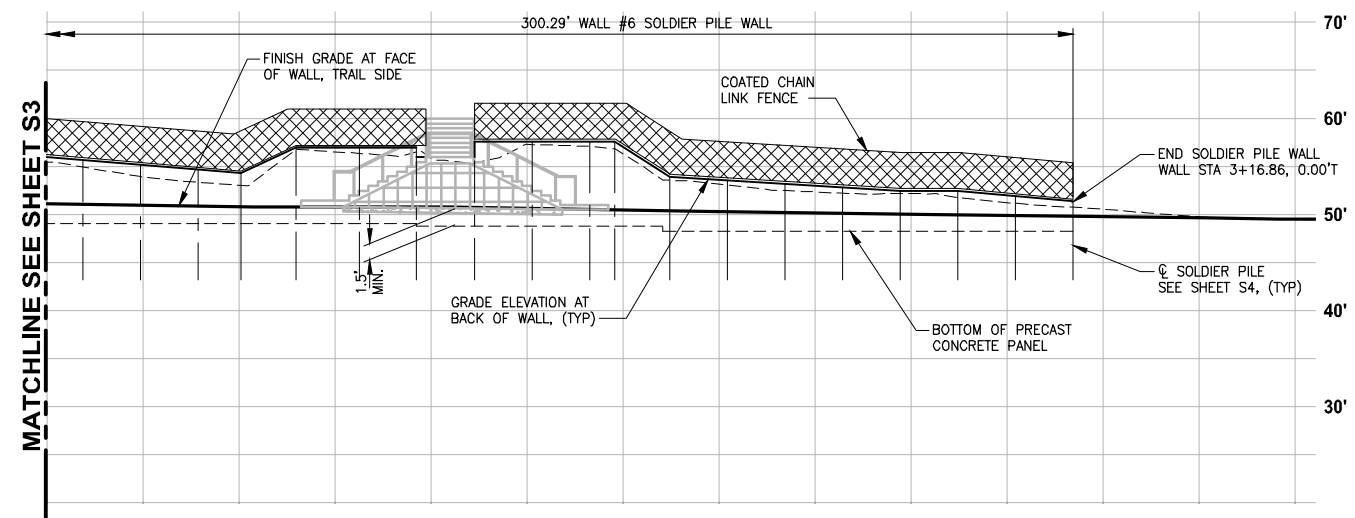 300.29' WALL #6 SOLDIER PILE WALL
70'
FINISH GRADE AT FACE
OF WALL, TRAIL SIDE
COATED CHAIN
LINK FENCE
60'
END SOLDIER PILE WALL
WALL STA 3+16.86, 0.00'T
50'
MATCHLINE SEE SHEET S3
1.5'
MIN.
GRADE ELEVATION AT
BACK OF WALL, (TYP)
℄ SOLDIER PILE
SEE SHEET S4, (TYP)
40'
BOTTOM OF PRECAST
CONCRETE PANEL
30'